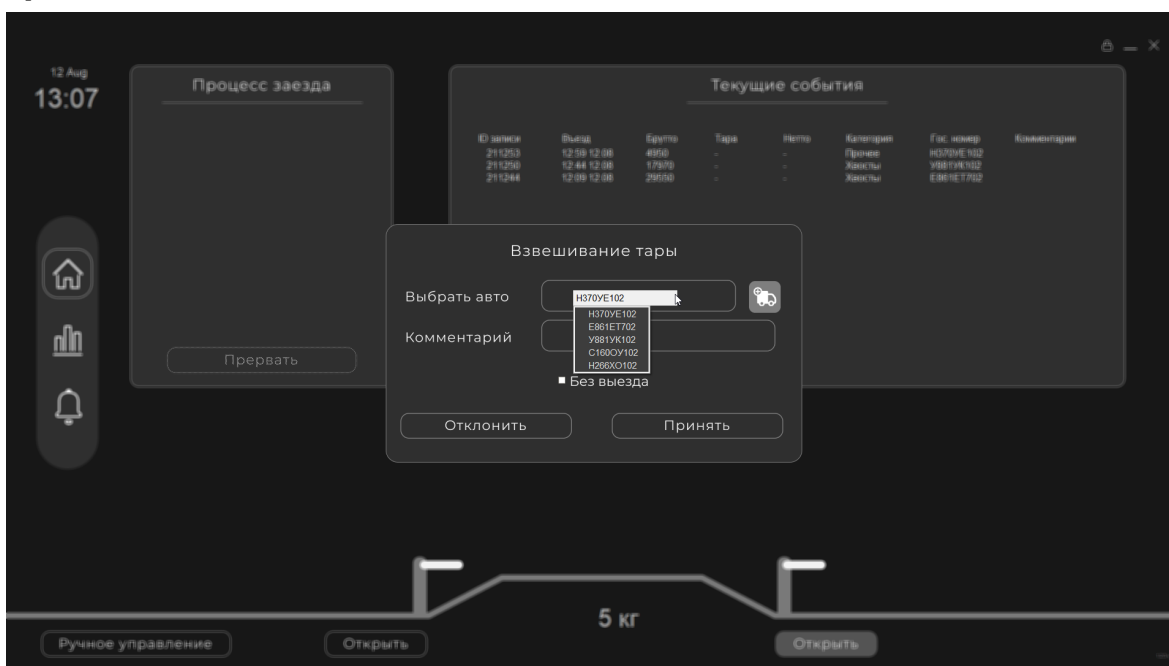 12 Aug
13:07
Процесс заезда
Текущие события
ID записи Въезд Брутто Тара Нетто Категория Гос. номер Комментарии
211253 12:59 12.08 4950 - - Прочее Н370УЕ102
211250 12:44 12.08 17970 - - Хвосты У881УК102
211244 12:09 12.08 29550 - - Хвосты Е861ЕТ702
Взвешивание тары
Выбрать авто
Н370УЕ102
Н370УЕ102
Е861ЕТ702
У881УК102
С160ОУ102
Н266ХО102
Комментарий
Без выезда
Прервать
Отклонить
Принять
5 кг
Ручное управление
Открыть
Открыть